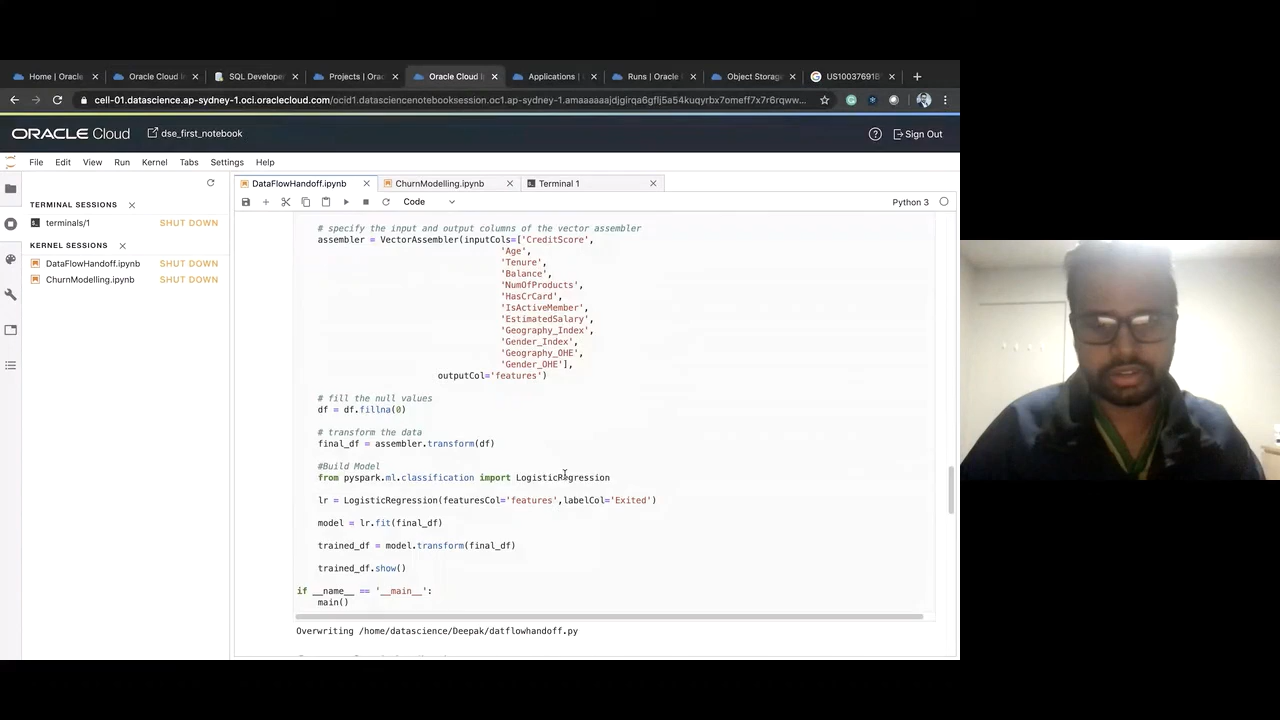 Home | Oracle
Oracle Cloud I
SQL Developer
Projects | Orac
Oracle Cloud I
Applications |
Runs | Oracle
Object Storag
US10037691B
cell-01.datascience.ap-sydney-1.oci.oraclecloud.com/ocid1.datasciencenotebooksession.oc1.ap-sydney-1.
ORACLE Cloud
dse_first_notebook
Sign Out
File Edit View Run Kernel Tabs Settings Help
DataFlowHandoff.ipynb
ChurnModelling.ipynb
Terminal 1
Code
Python 3
TERMINAL SESSIONS
terminals/1 SHUT DOWN
KERNEL SESSIONS
DataFlowHandoff.ipynb SHUT DOWN
ChurnModelling.ipynb SHUT DOWN
# specify the input and output columns of the vector assembler
assembler = VectorAssembler(inputCols=['CreditScore',
'Age',
'Tenure',
'Balance',
'NumOfProducts',
'HasCrCard',
'IsActiveMember',
'EstimatedSalary',
'Geography_Index',
'Gender_Index',
'Geography_OHE',
'Gender_OHE'],
outputCol='features')
# fill the null values
df = df.fillna(0)
# transform the data
final_df = assembler.transform(df)
#Build Model
from pyspark.ml.classification import LogisticRegression
lr = LogisticRegression(featuresCol='features',labelCol='Exited')
model = lr.fit(final_df)
trained_df = model.transform(final_df)
trained_df.show()
if __name__ == '__main__':
main()
Overwriting /home/datascience/Deepak/datflowhandoff.py